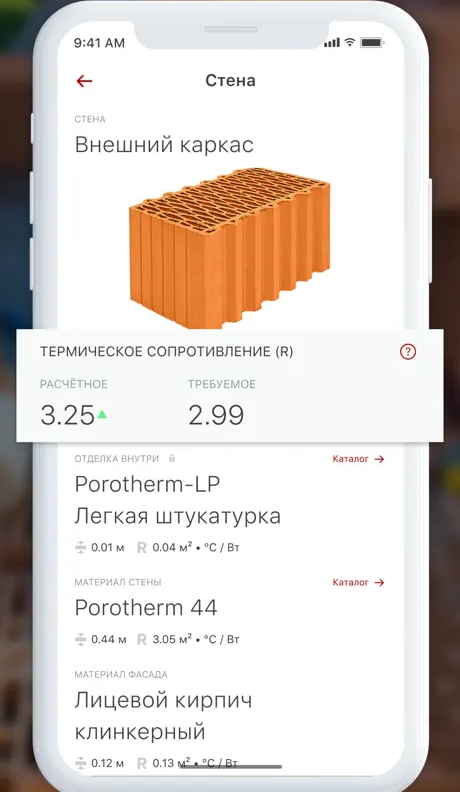 9:41 AM
Стена
СТЕНА
Внешний каркас
ТЕРМИЧЕСКОЕ СОПРОТИВЛЕНИЕ (R)
?
РАСЧЁТНОЕ ТРЕБУЕМОЕ
3.25 2.99
ОТДЕЛКА ВНУТРИ Каталог →
Porotherm-LP
Легкая штукатурка
0.01 м R 0.04 м² • °C / Вт
МАТЕРИАЛ СТЕНЫ Каталог →
Porotherm 44
0.44 м R 3.05 м² • °C / Вт
МАТЕРИАЛ ФАСАДА
Лицевой кирпич
клинкерный
0.12 м R 0.13 м² • °C / Вт